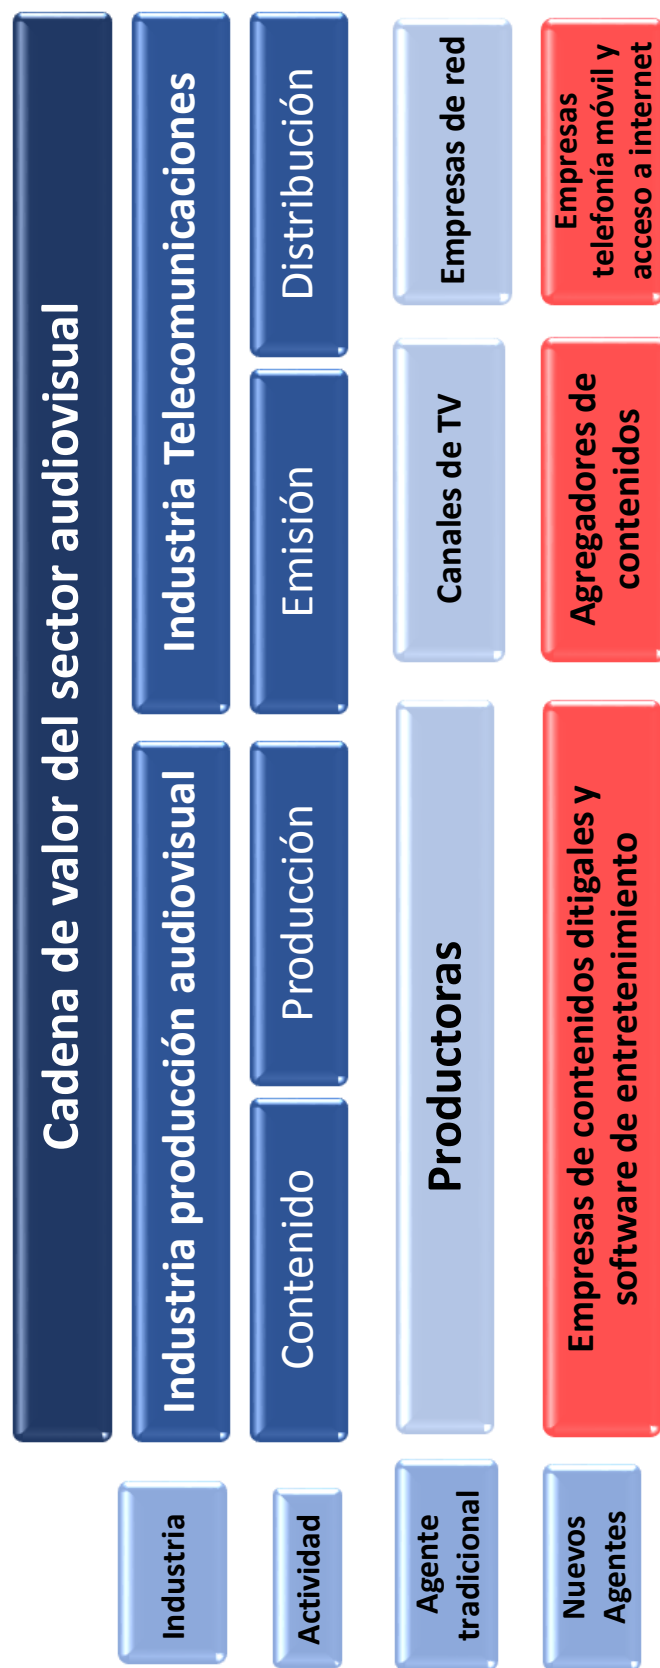 Cadena de valor del sector audiovisual
Industria
Industria producción audiovisual
Industria Telecomunicaciones
Actividad
Contenido
Producción
Emisión
Distribución
Agente
tradicional
Productoras
Canales de TV
Empresas de red
Nuevos
Agentes
Empresas de contenidos ditigales y
software de entretenimiento
Agregadores de
contenidos
Empresas
telefonía móvil y
acceso a internet